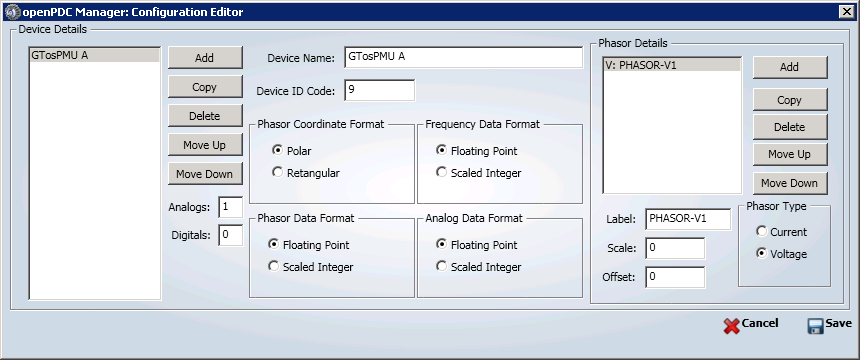 openPDC Manager: Configuration Editor
Device Details
GTosPMU A
Add
Copy
Delete
Move Up
Move Down
Analogs: 1
Digitals: 0
Device Name: GTosPMU A
Device ID Code: 9
Phasor Coordinate Format
Polar
Retangular
Frequency Data Format
Floating Point
Scaled Integer
Phasor Data Format
Floating Point
Scaled Integer
Analog Data Format
Floating Point
Scaled Integer
Phasor Details
V: PHASOR-V1
Add
Copy
Delete
Move Up
Move Down
Label: PHASOR-V1
Scale: 0
Offset: 0
Phasor Type
Current
Voltage
Cancel
Save